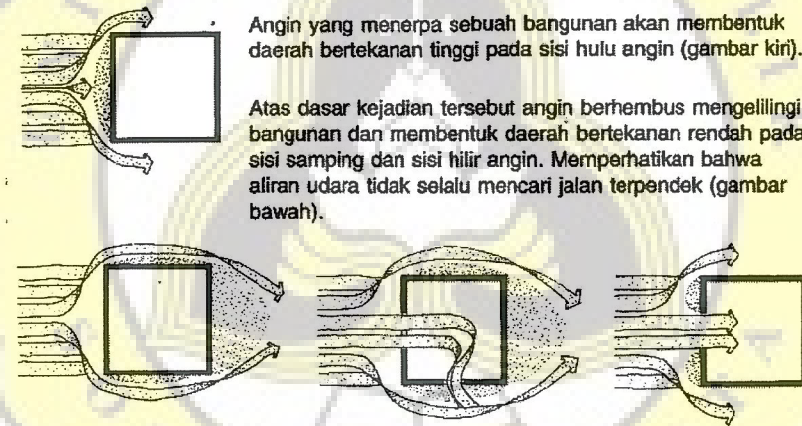 Angin yang menerpa sebuah bangunan akan membentuk
daerah bertekanan tinggi pada sisi hulu angin (gambar kiri).
Atas dasar kejadian tersebut angin berhembus mengelilingi
bangunan dan membentuk daerah bertekanan rendah pada
sisi samping dan sisi hilir angin. Memperhatikan bahwa
aliran udara tidak selalu mencari jalan terpendek (gambar
bawah).